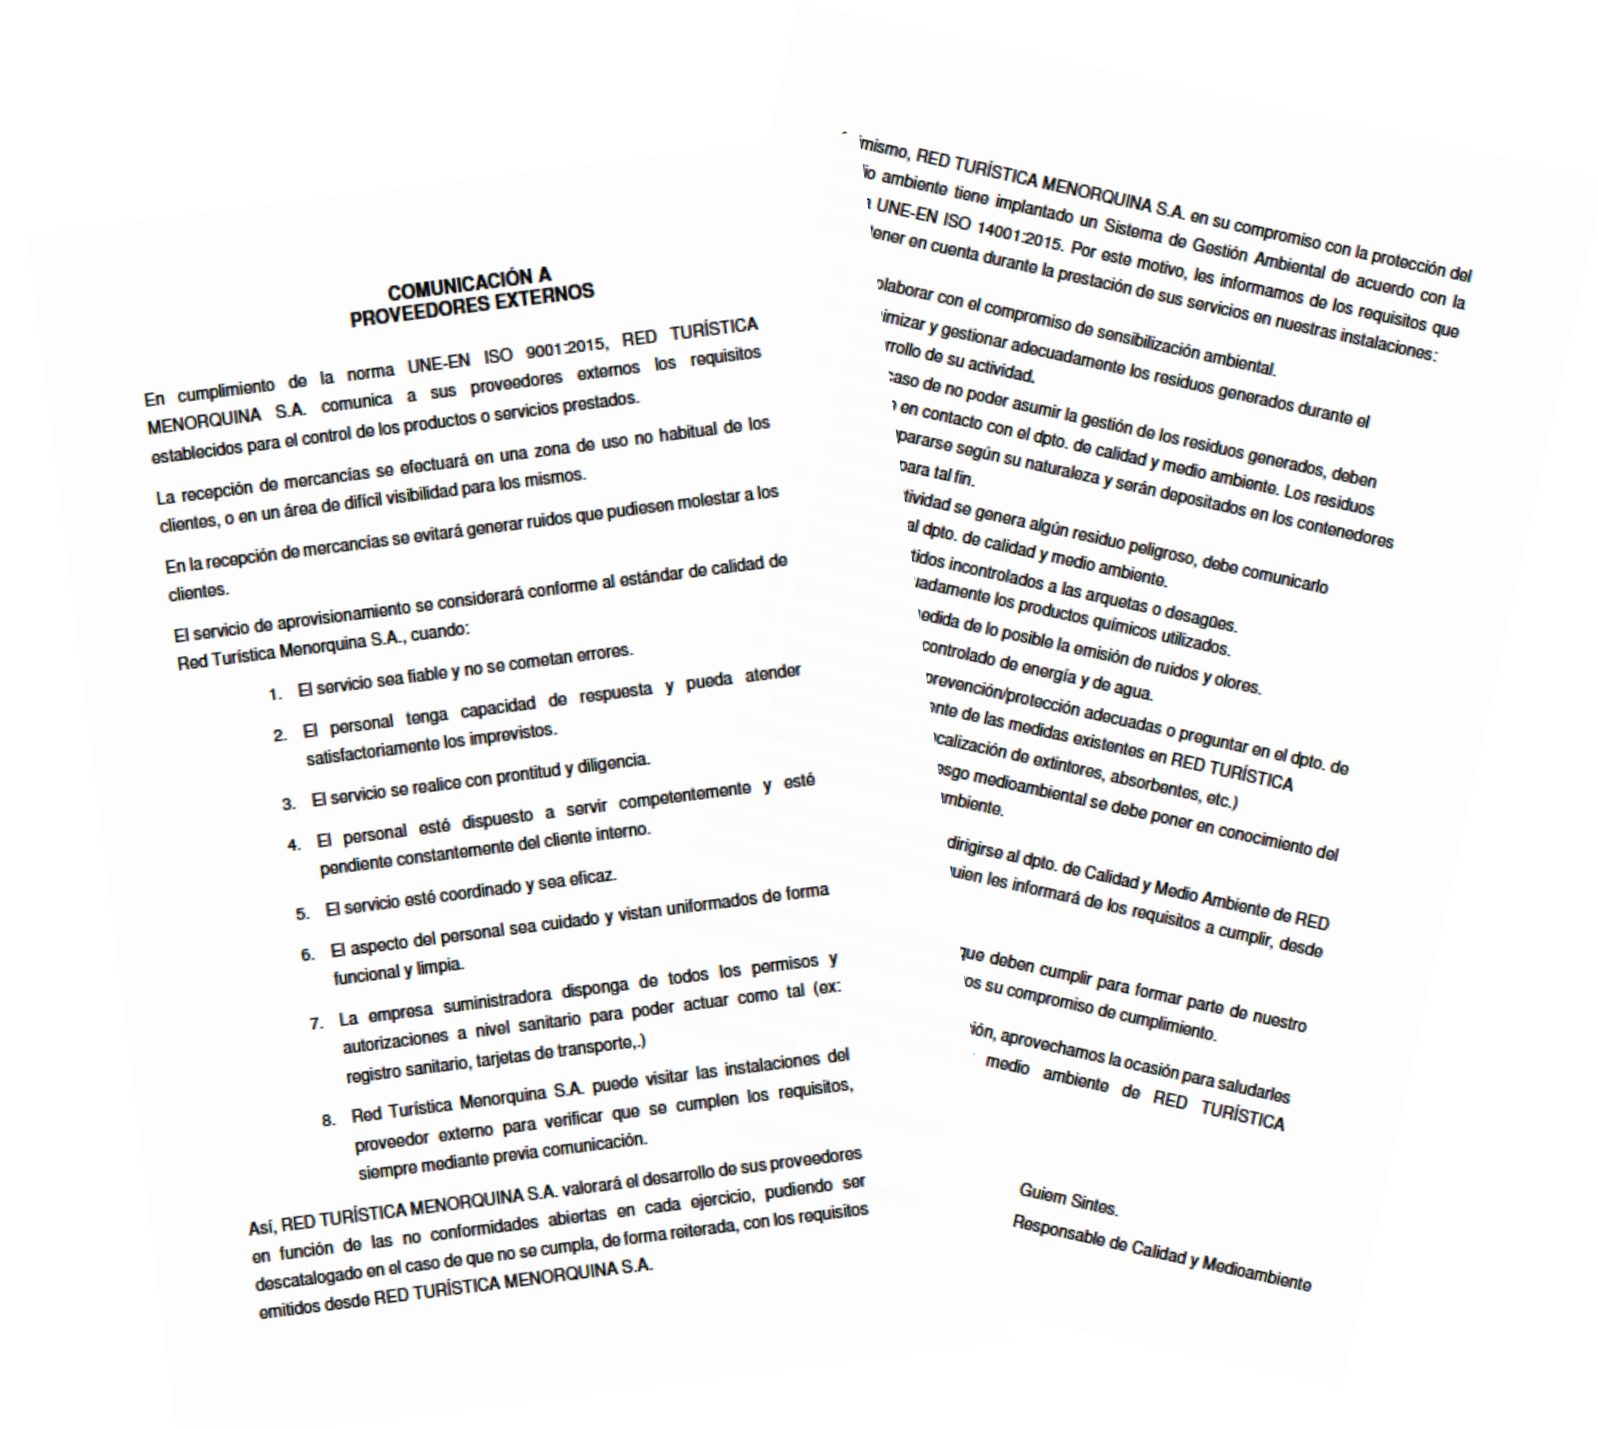 COMUNICACIÓN A
PROVEEDORES EXTERNOS
En cumplimiento de la norma UNE-EN ISO 9001:2015, RED TURÍSTICA
MENORQUINA S.A. comunica a sus proveedores externos los requisitos
establecidos para el control de los productos o servicios prestados.
La recepción de mercancías se efectuará en una zona de uso no habitual de los
clientes, o en un área de difícil visibilidad para los mismos.
En la recepción de mercancías se evitará generar ruidos que pudiesen molestar a los
clientes.
El servicio de aprovisionamiento se considerará conforme al estándar de calidad de
Red Turística Menorquina S.A., cuando:
1. El servicio sea fiable y no se cometan errores.
2. El personal tenga capacidad de respuesta y pueda atender
satisfactoriamente los imprevistos.
3. El servicio se realice con prontitud y diligencia.
4. El personal esté dispuesto a servir competentemente y esté
pendiente constantemente del cliente interno.
5. El servicio esté coordinado y sea eficaz.
6. El aspecto del personal sea cuidado y vistan uniformados de forma
funcional y limpia.
7. La empresa suministradora disponga de todos los permisos y
autorizaciones a nivel sanitario para poder actuar como tal (ex:
registro sanitario, tarjetas de transporte,.)
8. Red Turística Menorquina S.A. puede visitar las instalaciones del
proveedor externo para verificar que se cumplen los requisitos,
siempre mediante previa comunicación.
Así, RED TURÍSTICA MENORQUINA S.A. valorará el desarrollo de sus proveedores
en función de las no conformidades abiertas en cada ejercicio, pudiendo ser
descatalogado en el caso de que no se cumpla, de forma reiterada, con los requisitos
emitidos desde RED TURÍSTICA MENORQUINA S.A.
imismo, RED TURÍSTICA MENORQUINA S.A. en su compromiso con la protección del
io ambiente tiene implantado un Sistema de Gestión Ambiental de acuerdo con la
a UNE-EN ISO 14001:2015. Por este motivo, les informamos de los requisitos que
tener en cuenta durante la prestación de sus servicios en nuestras instalaciones:
olaborar con el compromiso de sensibilización ambiental.
imizar y gestionar adecuadamente los residuos generados durante el
rrollo de su actividad.
caso de no poder asumir la gestión de los residuos generados, deben
en contacto con el dpto. de calidad y medio ambiente. Los residuos
pararse según su naturaleza y serán depositados en los contenedores
para tal fin.
tividad se genera algún residuo peligroso, debe comunicarlo
al dpto. de calidad y medio ambiente.
tidos incontrolados a las arquetas o desagües.
uadamente los productos químicos utilizados.
edida de lo posible la emisión de ruidos y olores.
controlado de energía y de agua.
prevención/protección adecuadas o preguntar en el dpto. de
ente de las medidas existentes en RED TURÍSTICA
ocalización de extintores, absorbentes, etc.)
esgo medioambiental se debe poner en conocimiento del
mbiente.
dirigirse al dpto. de Calidad y Medio Ambiente de RED
uien les informará de los requisitos a cumplir, desde
que deben cumplir para formar parte de nuestro
os su compromiso de cumplimiento.
ión, aprovechamos la ocasión para saludarles
medio ambiente de RED TURÍSTICA
Guiem Sintes.
Responsable de Calidad y Medioambiente